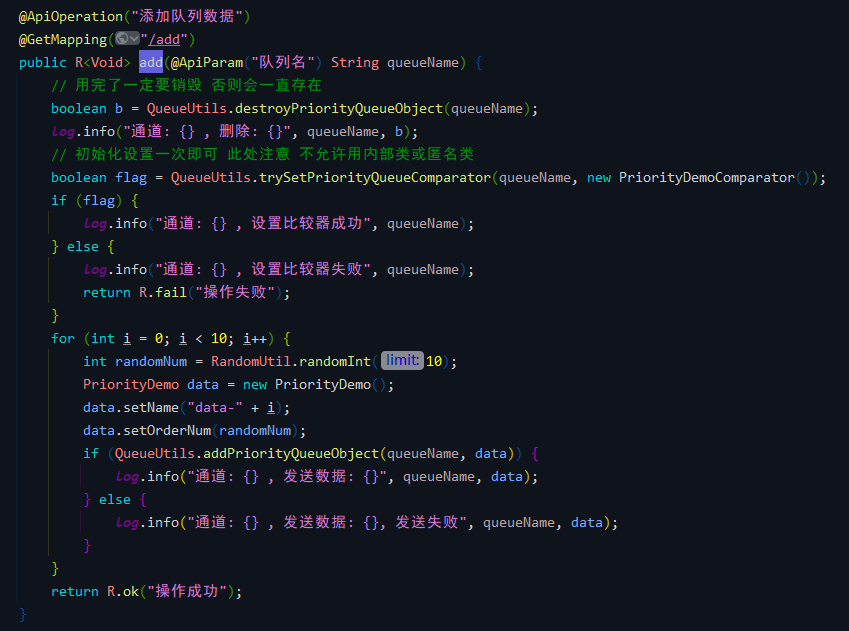 @ApiOperation("添加队列数据")
@GetMapping("/add")
public R<Void> add(@ApiParam("队列名") String queueName) {
    // 用完了一定要销毁 否则会一直存在
    boolean b = QueueUtils.destroyPriorityQueueObject(queueName);
    log.info("通道: {} , 删除: {}", queueName, b);
    // 初始化设置一次即可 此处注意 不允许用内部类或匿名类
    boolean flag = QueueUtils.trySetPriorityQueueComparator(queueName, new PriorityDemoComparator());
    if (flag) {
        log.info("通道: {} , 设置比较器成功", queueName);
    } else {
        log.info("通道: {} , 设置比较器失败", queueName);
        return R.fail("操作失败");
    }
    for (int i = 0; i < 10; i++) {
        int randomNum = RandomUtil.randomInt( limit: 10);
        PriorityDemo data = new PriorityDemo();
        data.setName("data-" + i);
        data.setOrderNum(randomNum);
        if (QueueUtils.addPriorityQueueObject(queueName, data)) {
            log.info("通道: {} , 发送数据: {}", queueName, data);
        } else {
            log.info("通道: {} , 发送数据: {}, 发送失败", queueName, data);
        }
    }
    return R.ok("操作成功");
}